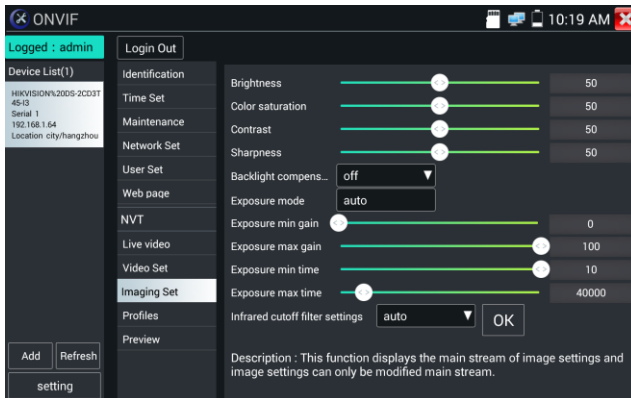 ONVIF
10:19 AM
Logged : admin
Login Out
Device List(1)
HIKVISION%20DS-2CD3T
45-I3
Serial 1
192.168.1.64
Location city/hangzhou
Add
Refresh
setting
Identification
Time Set
Maintenance
Network Set
User Set
Web page
NVT
Live video
Video Set
Imaging Set
Profiles
Preview
Brightness 50
Color saturation 50
Contrast 50
Sharpness 50
Backlight compens... off
Exposure mode auto
Exposure min gain 0
Exposure max gain 100
Exposure min time 10
Exposure max time 40000
Infrared cutoff filter settings auto OK
Description : This function displays the main stream of image settings and
image settings can only be modified main stream.